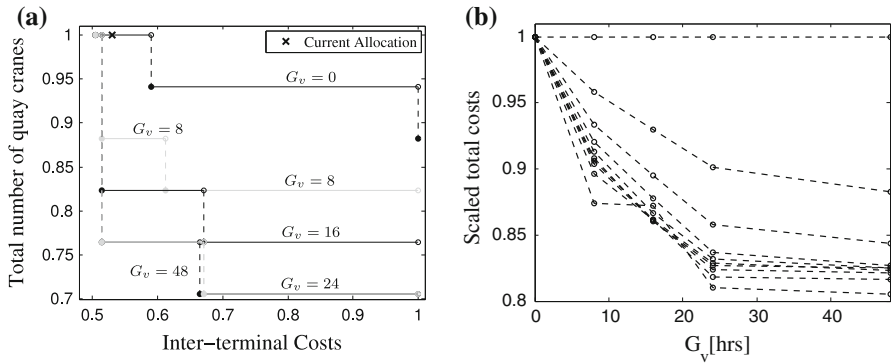 (a)
Total number of quay cranes
1
0.95
0.9
0.85
0.8
0.75
0.7
× Current Allocation
G_v = 0
G_v = 8
G_v = 8
G_v = 16
G_v = 48
G_v = 24
0.5 0.6 0.7 0.8 0.9 1
Inter−terminal Costs
(b)
Scaled total costs
1
0.95
0.9
0.85
0.8
0 10 20 30 40
G_v[hrs]